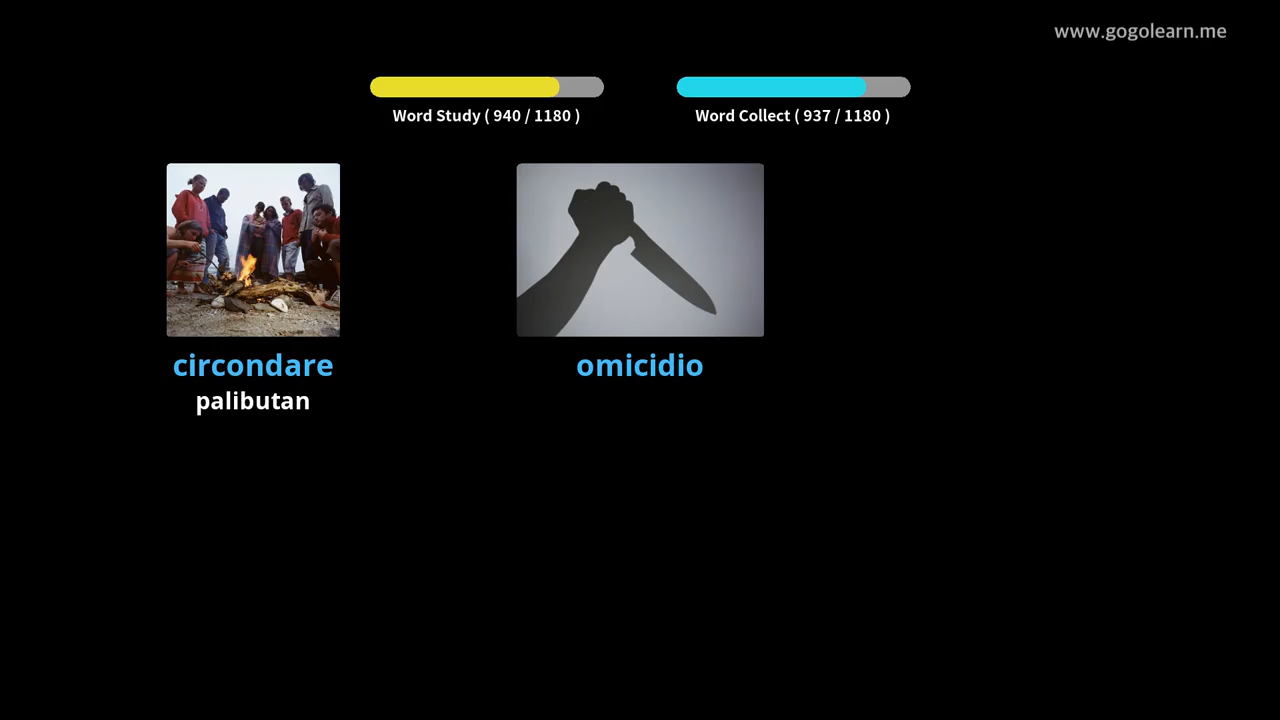 www.gogolearn.me
Word Study ( 940 / 1180 )
Word Collect ( 937 / 1180 )
circondare
palibutan
omicidio